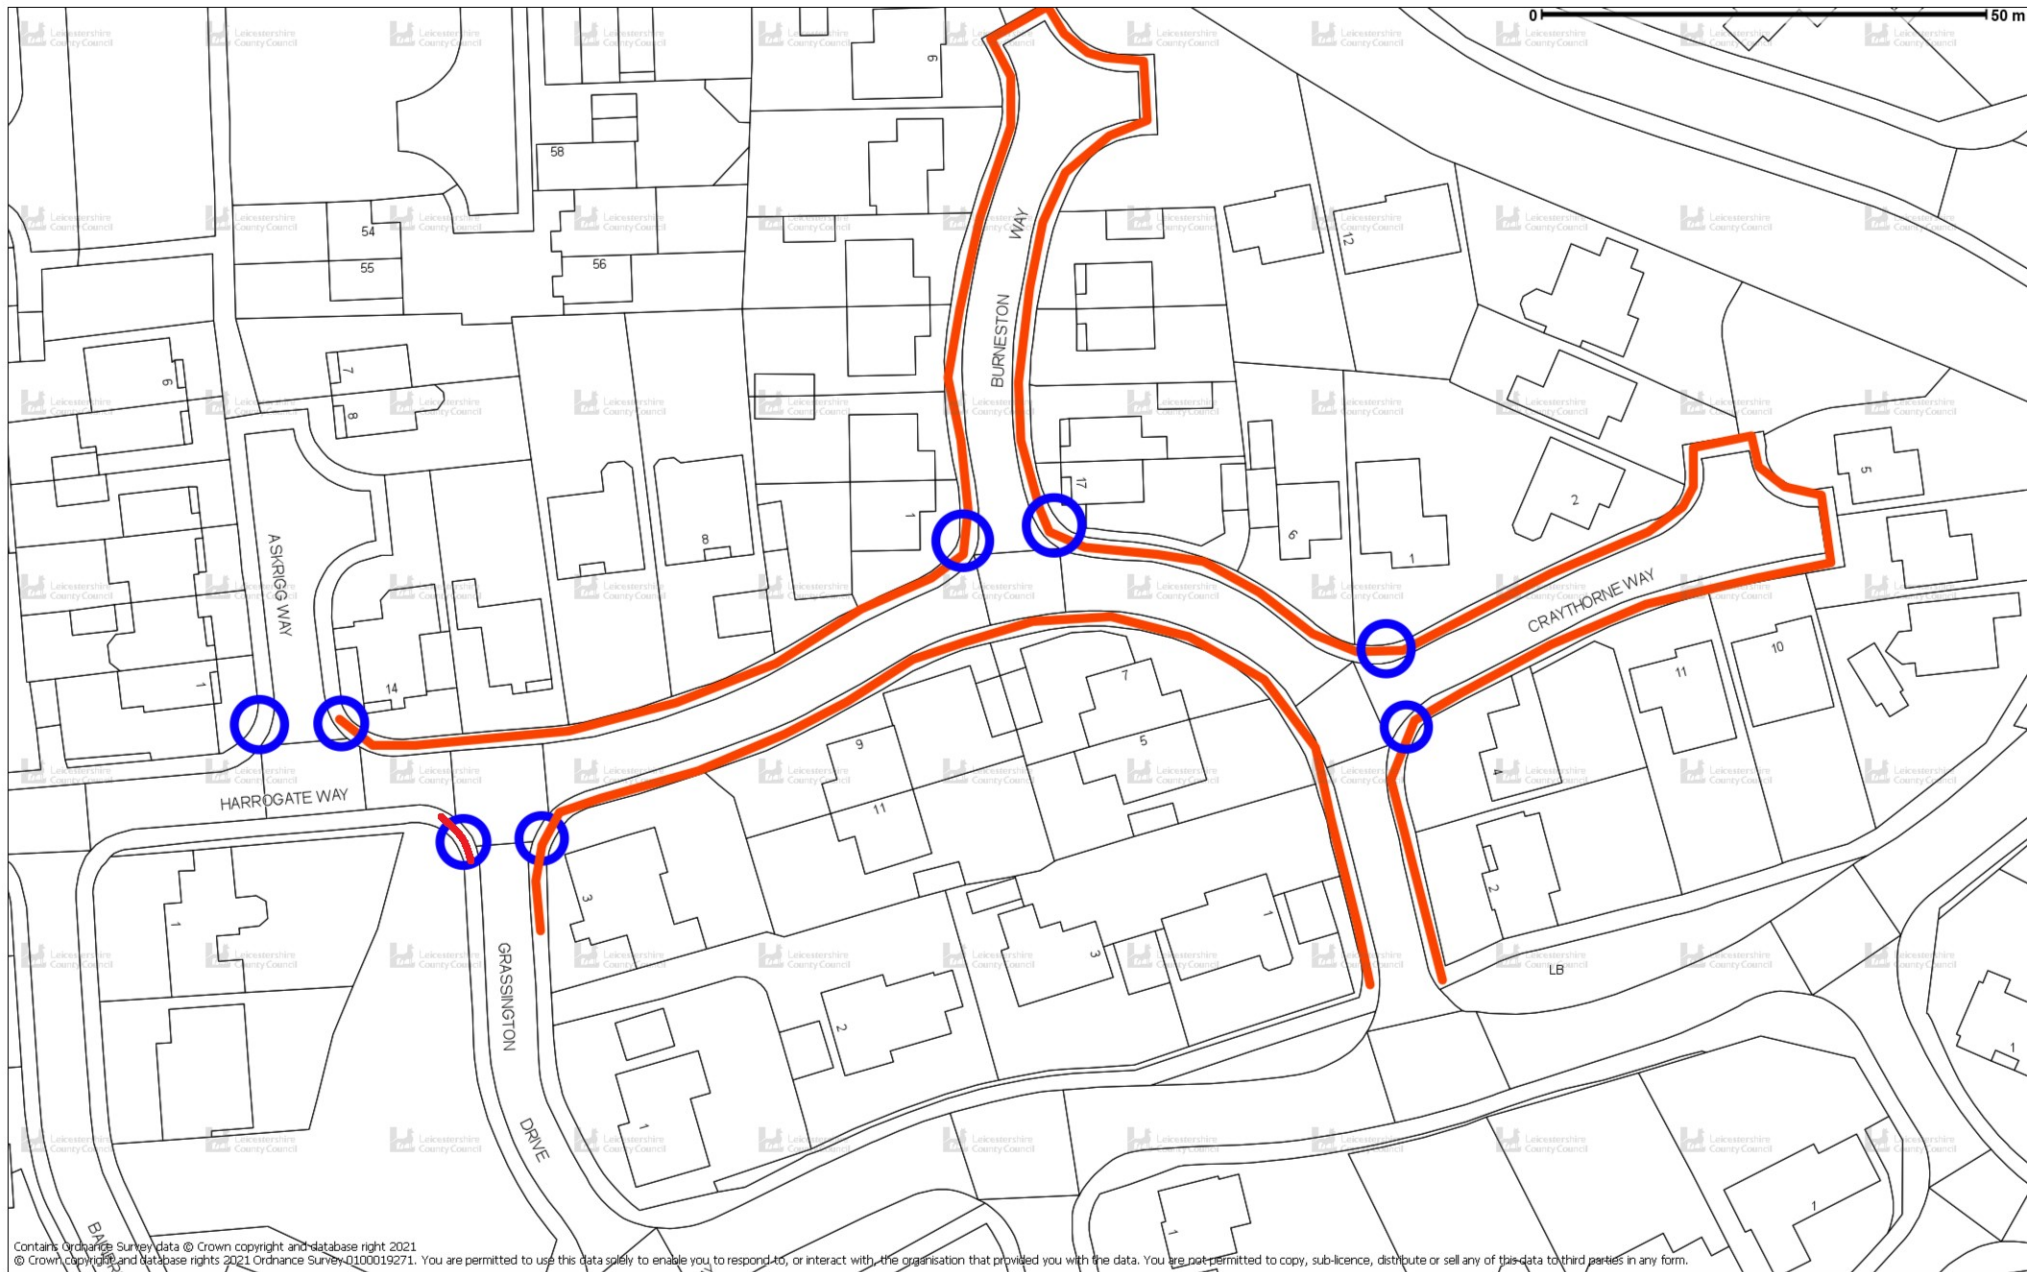 0 50 m
6
58
54
WAY
12
55
56
7
6
8
BURNESTON
5
17
2
1
6
8
1
ASKRIGG WAY
CRAYTHORNE WAY
10
11
7
14
1
5
9
4
HARROGATE WAY
11
2
3
1
1
GRASSINGTON
3
LB
2
1
DRIVE
1
1
1
Leicestershire
County Council
Contains Ordnance Survey data © Crown copyright and database right 2021
© Crown copyright and database rights 2021 Ordnance Survey 0100019271. You are permitted to use this data solely to enable you to respond to, or interact with, the organisation that provided you with the data. You are not permitted to copy, sub-licence, distribute or sell any of this data to third parties in any form.